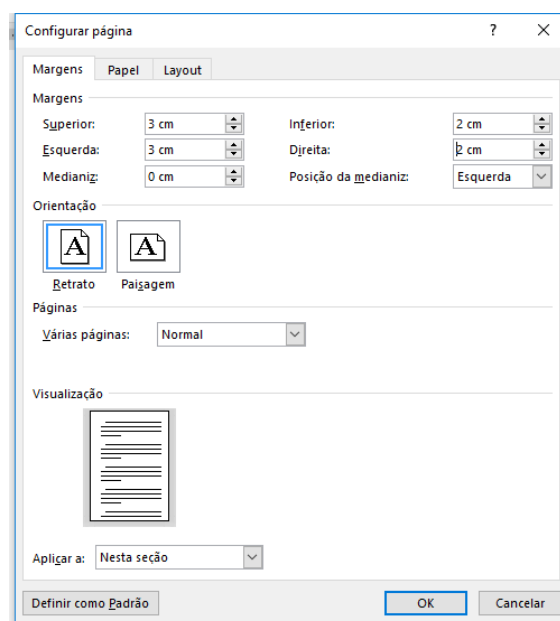 Configurar página ? X
Margens Papel Layout
Margens
Superior: 3 cm Inferior: 2 cm
Esquerda: 3 cm Direita: 2 cm
Medianiz: 0 cm Posição da medianiz: Esquerda
Orientação
A A
Retrato Paisagem
Páginas
Várias páginas: Normal
Visualização
Aplicar a: Nesta seção
Definir como Padrão OK Cancelar